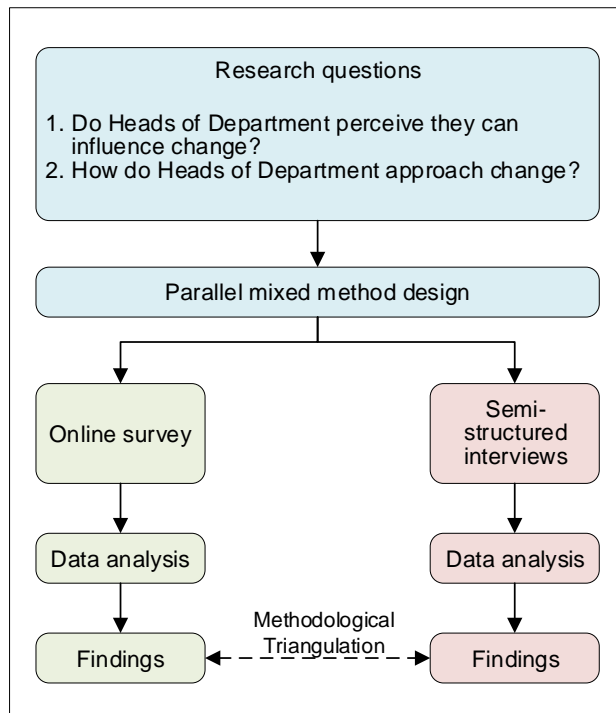 Research questions
1. Do Heads of Department perceive they can
influence change?
2. How do Heads of Department approach change?
Parallel mixed method design
Online survey
Semi-
structured
interviews
Data analysis
Data analysis
Methodological
Triangulation
Findings
Findings